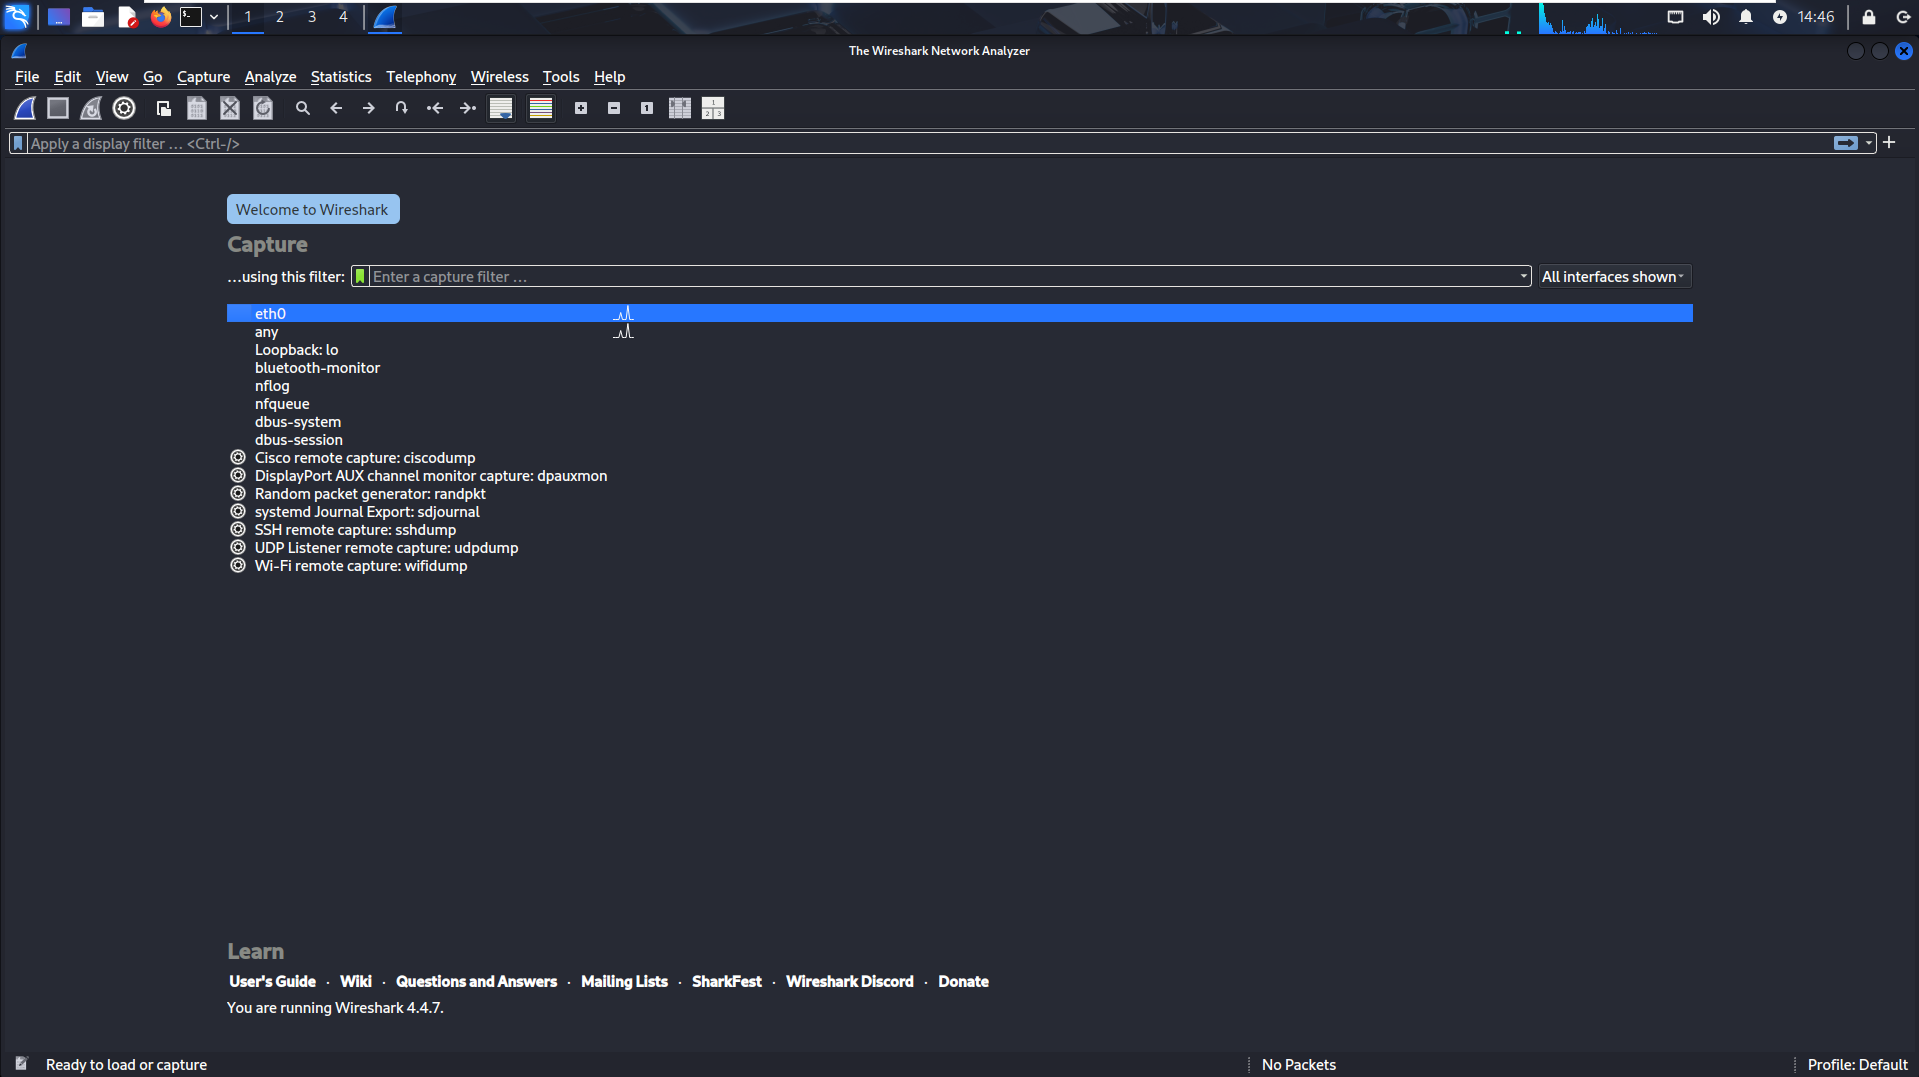 1 2 3 4 14:46
The Wireshark Network Analyzer
File Edit View Go Capture Analyze Statistics Telephony Wireless Tools Help
Apply a display filter … <Ctrl-/>
Welcome to Wireshark
Capture
…using this filter: Enter a capture filter … All interfaces shown
eth0
any
Loopback: lo
bluetooth-monitor
nflog
nfqueue
dbus-system
dbus-session
Cisco remote capture: ciscodump
DisplayPort AUX channel monitor capture: dpauxmon
Random packet generator: randpkt
systemd Journal Export: sdjournal
SSH remote capture: sshdump
UDP Listener remote capture: udpdump
Wi-Fi remote capture: wifidump
Learn
User's Guide · Wiki · Questions and Answers · Mailing Lists · SharkFest · Wireshark Discord · Donate
You are running Wireshark 4.4.7.
Ready to load or capture No Packets Profile: Default